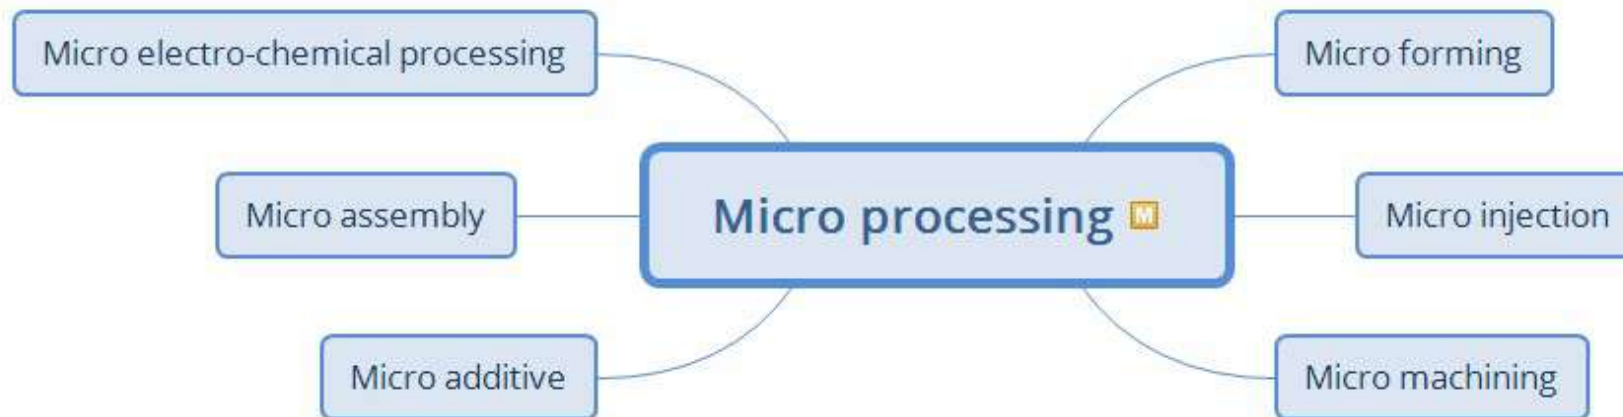 Micro electro-chemical processing
Micro forming
Micro assembly
Micro processing M
Micro injection
Micro additive
Micro machining